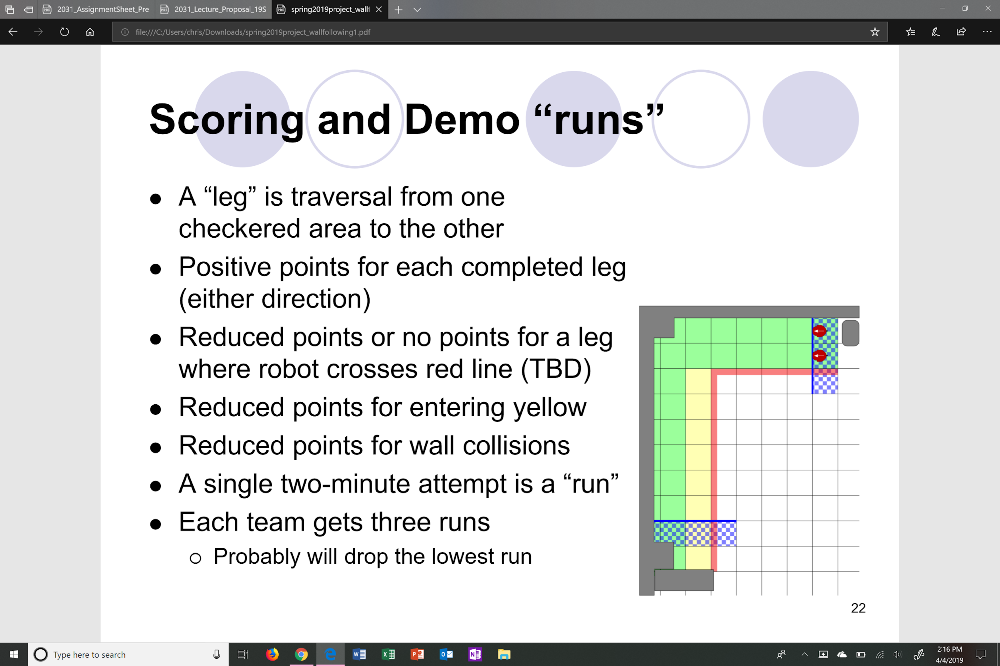 2031_AssignmentSheet_Pre
2031_Lecture_Proposal_19S
spring2019project_wallf
file:///C:/Users/chris/Downloads/spring2019project_wallfollowing1.pdf
Scoring and Demo “runs”
● A “leg” is traversal from one
checkered area to the other
● Positive points for each completed leg
(either direction)
● Reduced points or no points for a leg
where robot crosses red line (TBD)
● Reduced points for entering yellow
● Reduced points for wall collisions
● A single two-minute attempt is a “run”
● Each team gets three runs
○ Probably will drop the lowest run
22
Type here to search
2:16 PM
4/4/2019